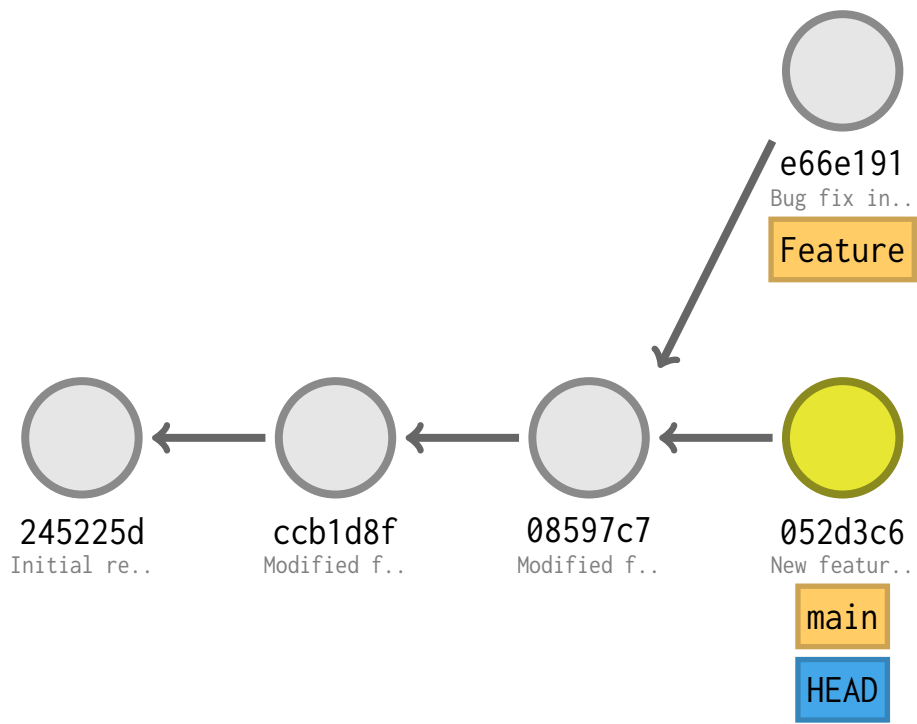 e66e191
Bug fix in..
Feature
245225d
Initial re..
ccb1d8f
Modified f..
08597c7
Modified f..
052d3c6
New featur..
main
HEAD